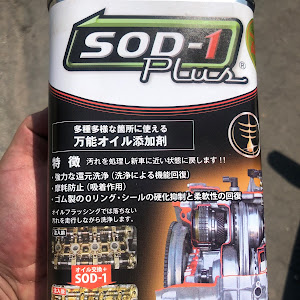 SOD-1
Plus®
多種多様な箇所に使える
万能オイル添加剤
特徴 汚れを処理し新車に近い状態に戻します!!
・強力な還元洗浄(洗浄による機能回復)
・摩耗防止(吸着作用)
・ゴム製のOリング・シールの硬化抑制と柔軟性の回復
オイルフラッシングでは落ちない
汚れを走行しながら洗浄します。
オイル交換+
SOD-1